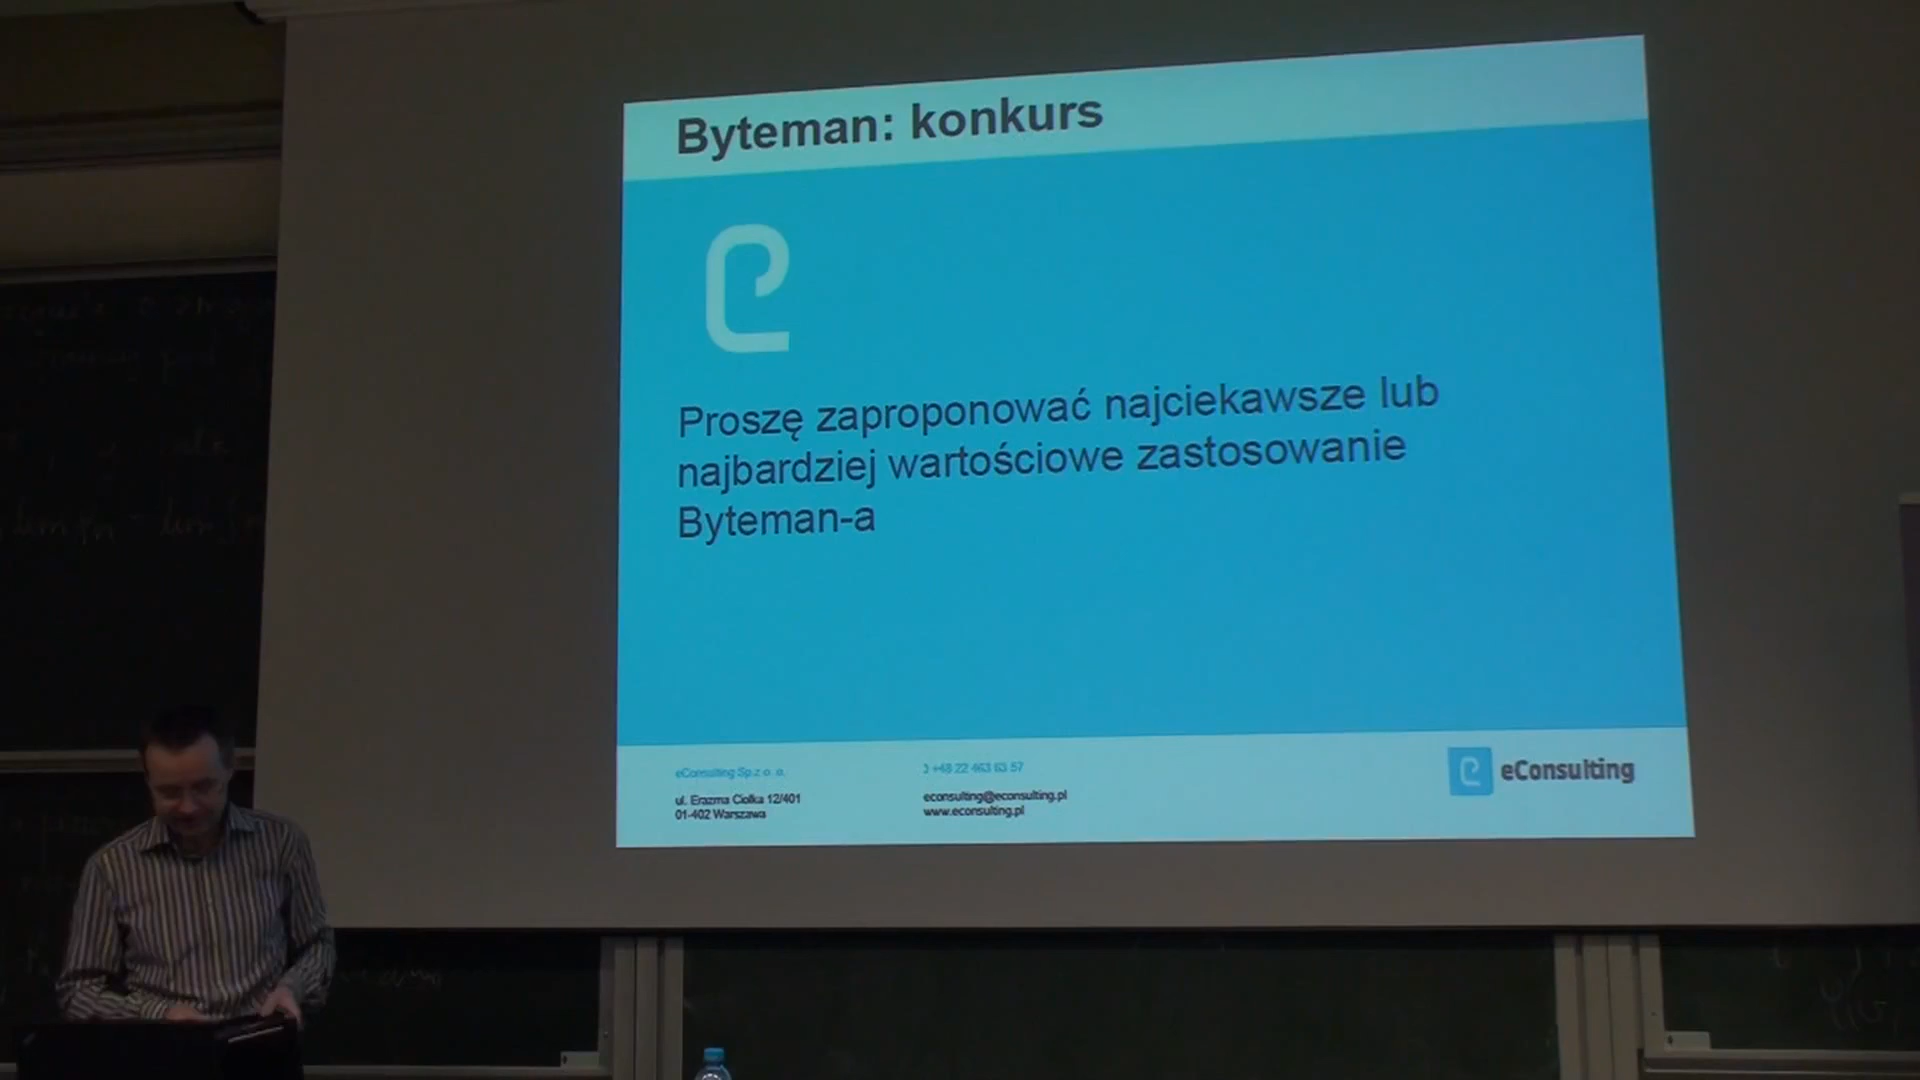 Byteman: konkurs
Proszę zaproponować najciekawsze lub
najbardziej wartościowe zastosowanie
Byteman-a
eConsulting Sp.z o. o.
ul. Erazma Ciołka 12/401
01-402 Warszawa
+48 22 463 63 57
econsulting@econsulting.pl
www.econsulting.pl
eConsulting